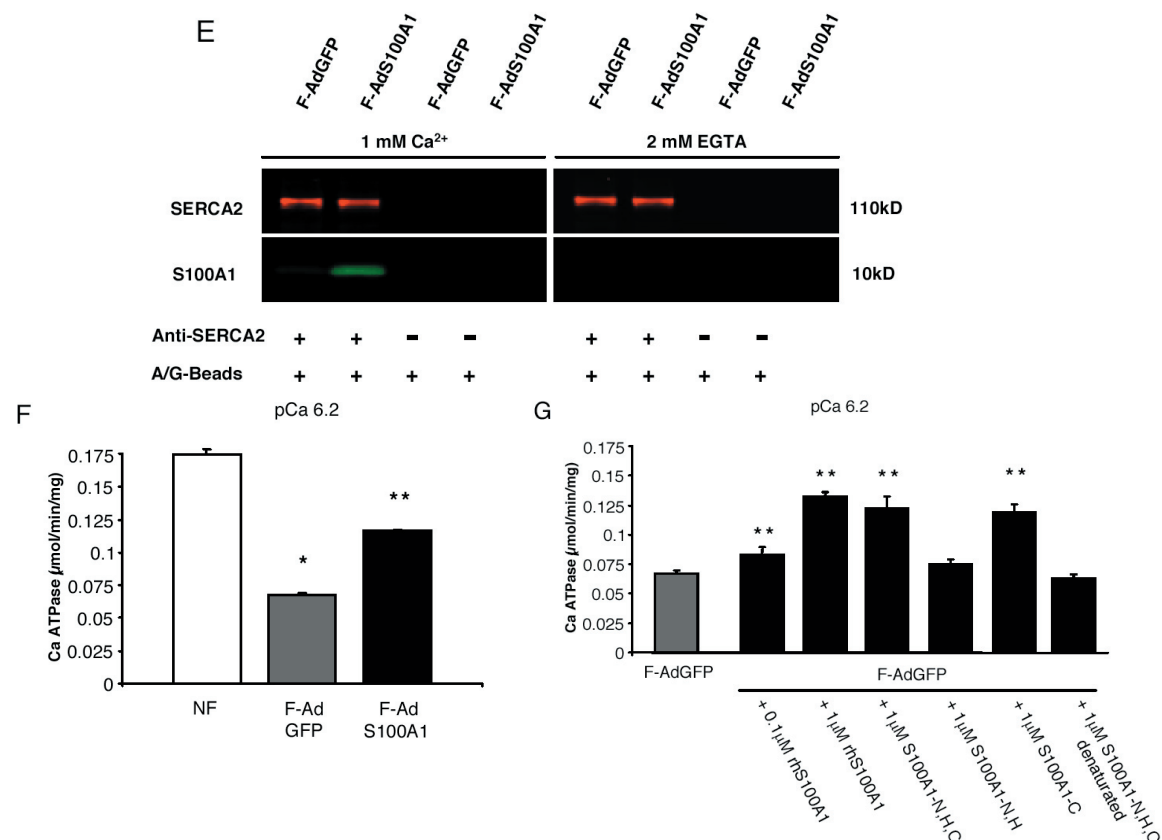 E
F-AdGFP
F-AdS100A1
F-AdGFP
F-AdS100A1
F-AdGFP
F-AdS100A1
F-AdGFP
F-AdS100A1
1 mM Ca²⁺
2 mM EGTA
SERCA2
110kD
S100A1
10kD
Anti-SERCA2 + + - - + + - -
A/G-Beads + + + + + + + +
F
pCa 6.2
Ca ATPase (µmol/min/mg)
0.175
0.15
0.125
0.1
0.075
0.05
0.025
0
*
**
NF
F-Ad
GFP
F-Ad
S100A1
G
pCa 6.2
Ca ATPase (µmol/min/mg)
0.175
0.15
0.125
0.1
0.075
0.05
0.025
0
**
**
**
**
F-AdGFP
F-AdGFP
+ 0.1µM rhS100A1
+ 1µM rhS100A1
+ 1µM S100A1-N,H,C
+ 1µM S100A1-N,H
+ 1µM S100A1-C
+ 1µM S100A1-N,H,C
denaturated